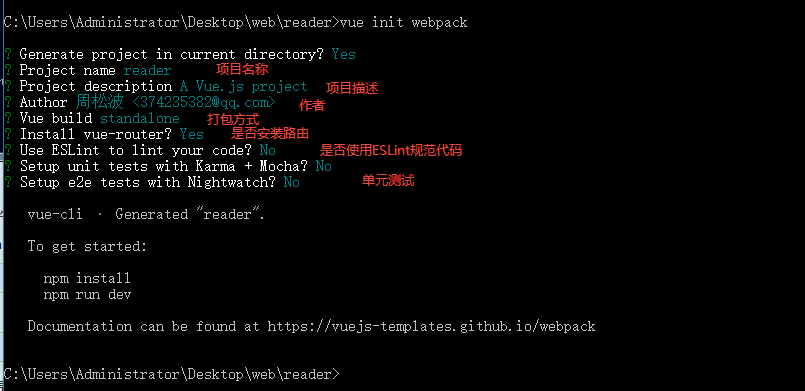 C:\Users\Administrator\Desktop\web\reader>vue init webpack
? Generate project in current directory? Yes
? Project name reader 项目名称
? Project description A Vue.js project 项目描述
? Author 周松波 <374235382@qq.com> 作者
? Vue build standalone 打包方式
? Install vue-router? Yes 是否安装路由
? Use ESLint to lint your code? No 是否使用ESLint规范代码
? Setup unit tests with Karma + Mocha? No
? Setup e2e tests with Nightwatch? No 单元测试
vue-cli · Generated "reader".
To get started:
npm install
npm run dev
Documentation can be found at https://vuejs-templates.github.io/webpack
C:\Users\Administrator\Desktop\web\reader>